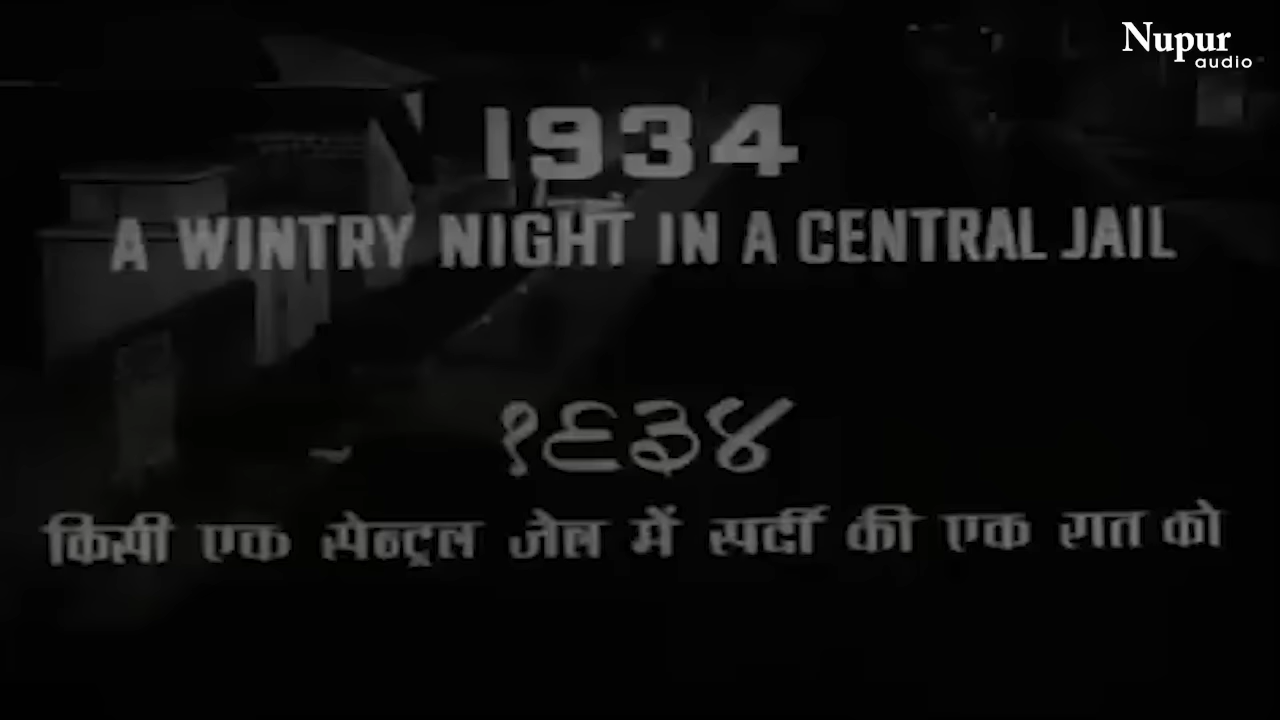 Nupur
audio
1934
A WINTRY NIGHT IN A CENTRAL JAIL
१९३४
किसी एक सेन्ट्रल जेल में सर्दी की एक रात को